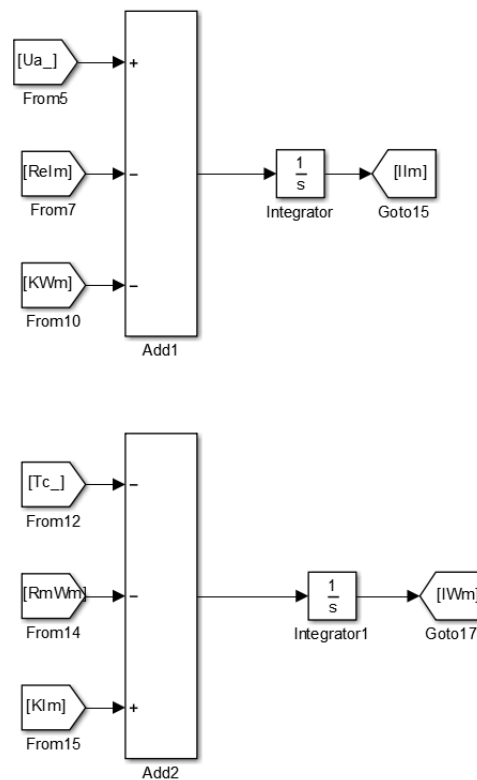 [Ua_]
+
From5
[ReIm]
−
From7
1
s
Integrator
[IIm]
Goto15
[KWm]
−
From10
Add1
[Tc_]
−
From12
[RmWm]
−
From14
1
s
Integrator1
[IWm]
Goto17
[KIm]
+
From15
Add2